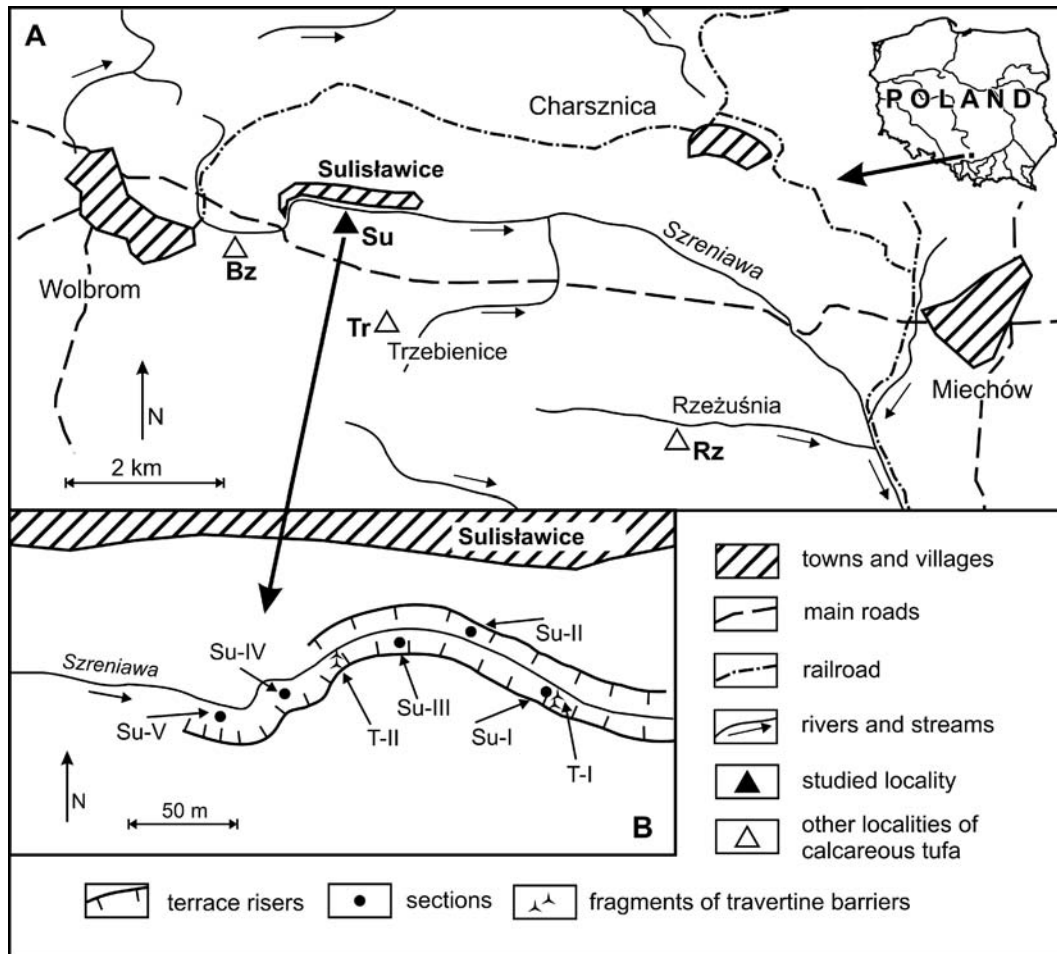 A
Charsznica
POLAND
Sulisławice
Su
Szreniawa
Bz
Wolbrom
Tr
Trzebienice
Miechów
N
Rzeżuśnia
Rz
2 km
Sulisławice
Su-II
Su-IV
Szreniawa
Su-III
Su-I
Su-V
T-II
T-I
N
50 m
B
towns and villages
main roads
railroad
rivers and streams
studied locality
other localities of
calcareous tufa
terrace risers
sections
fragments of travertine barriers